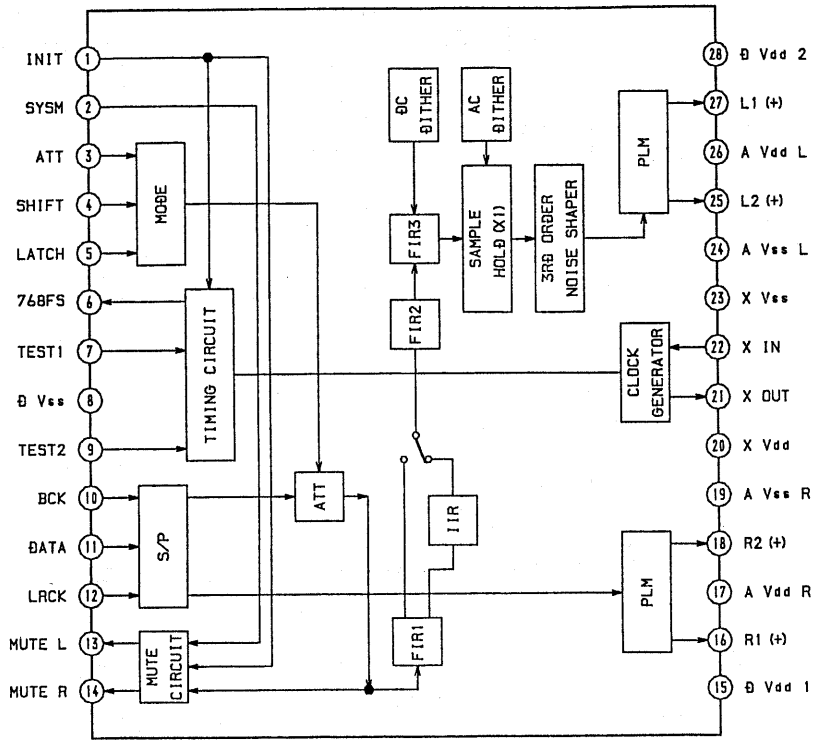 INIT 1
SYSM 2
ATT 3
SHIFT 4
LATCH 5
768FS 6
TEST1 7
Đ Vss 8
TEST2 9
BCK 10
ĐATA 11
LRCK 12
MUTE L 13
MUTE R 14
MOĐE
TIMING CIRCUIT
S/P
MUTE
CIRCUIT
ATT
ĐC
ĐITHER
AC
ĐITHER
FIR3
FIR2
SAMPLE
HOLĐ (X1)
3RĐ ORĐER
NOISE SHAPER
IIR
FIR1
PLM
CLOCK
GENERATOR
PLM
28 Đ Vdd 2
27 L1 (+)
26 A Vdd L
25 L2 (+)
24 A Vss L
23 X Vss
22 X IN
21 X OUT
20 X Vdd
19 A Vss R
18 R2 (+)
17 A Vdd R
16 R1 (+)
15 Đ Vdd 1